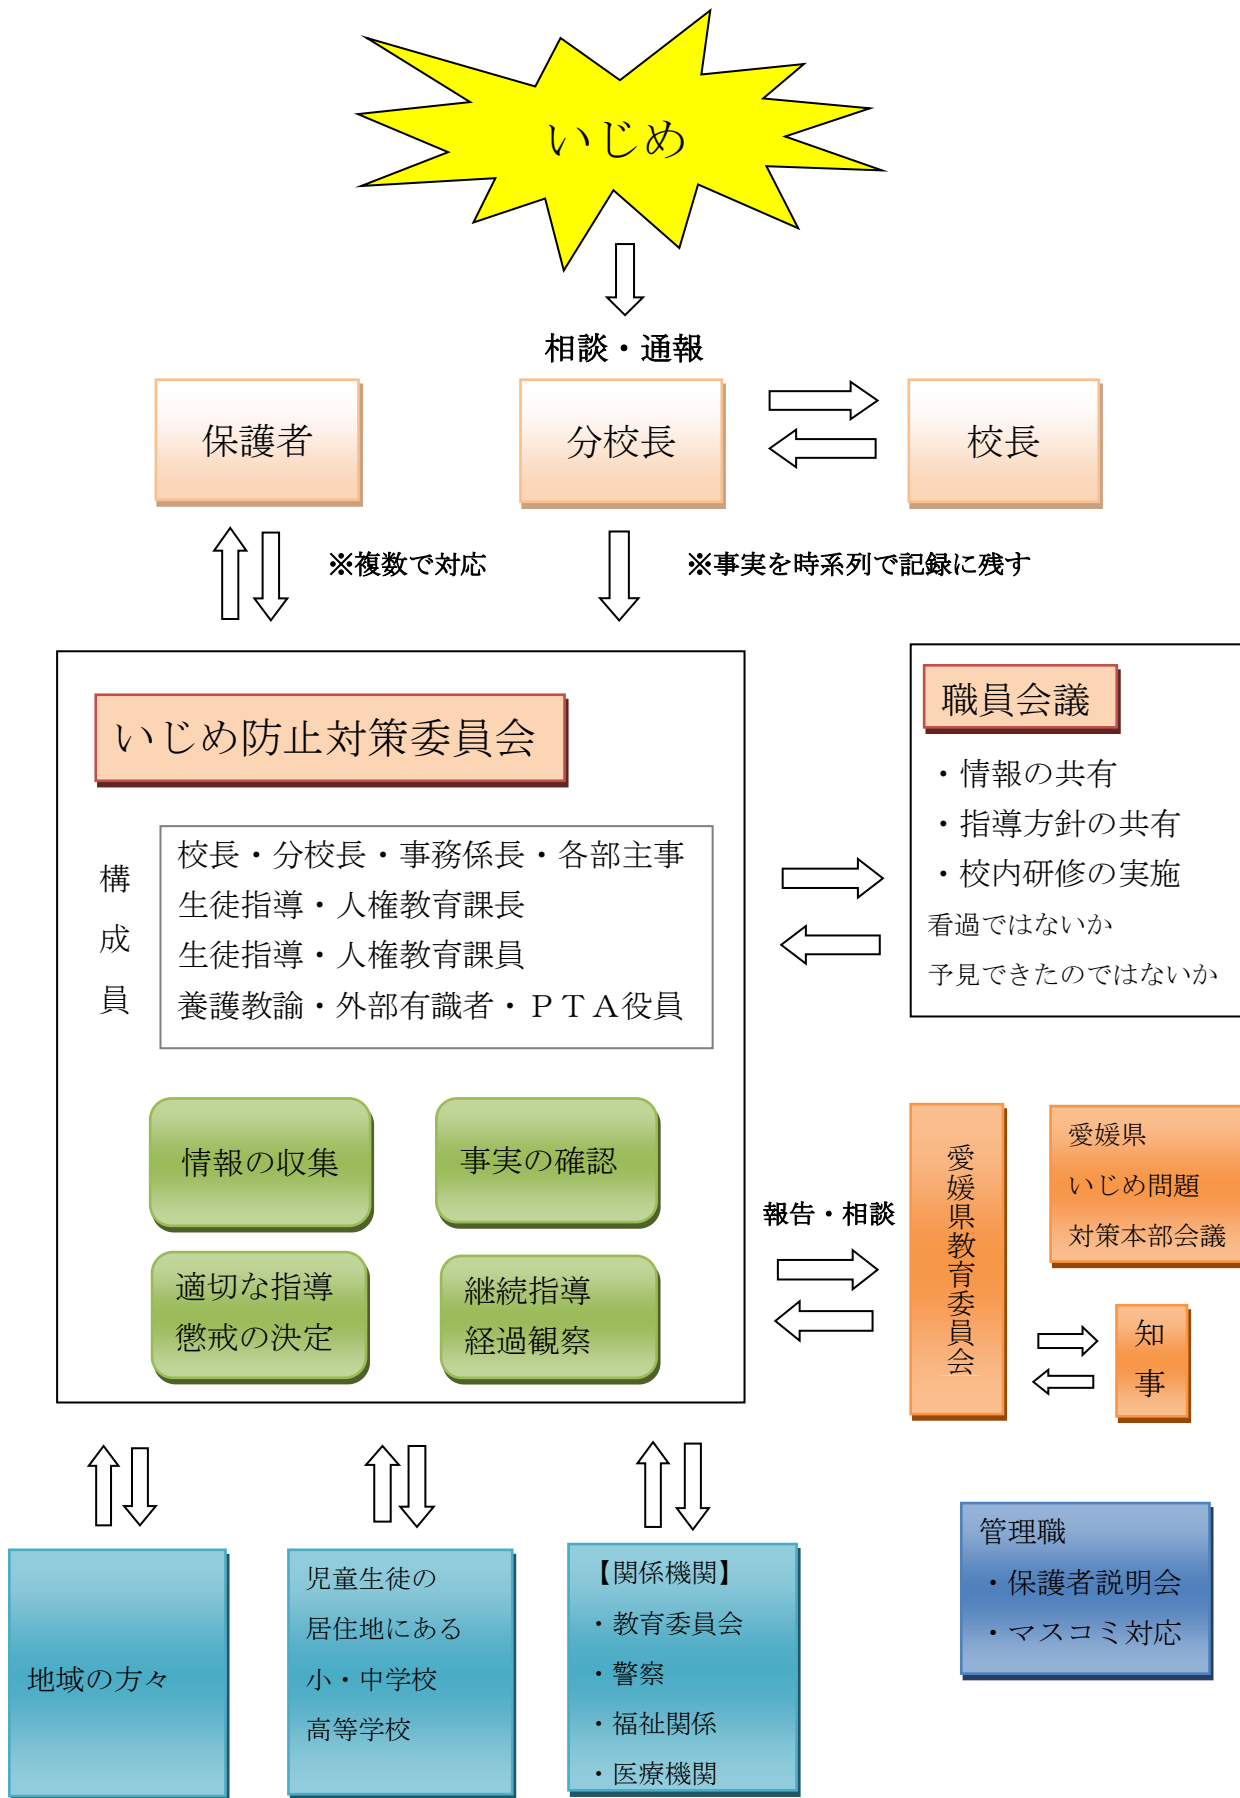 いじめ
相談・通報
保護者
分校長
校長
※複数で対応
※事実を時系列で記録に残す
いじめ防止対策委員会
構成員
校長・分校長・事務係長・各部主事
生徒指導・人権教育課長
生徒指導・人権教育課員
養護教諭・外部有識者・ＰＴＡ役員
情報の収集
事実の確認
適切な指導
懲戒の決定
継続指導
経過観察
職員会議
・情報の共有
・指導方針の共有
・校内研修の実施
看過ではないか
予見できたのではないか
報告・相談
愛媛県教育委員会
愛媛県
いじめ問題
対策本部会議
知事
地域の方々
児童生徒の
居住地にある
小・中学校
高等学校
【関係機関】
・教育委員会
・警察
・福祉関係
・医療機関
管理職
・保護者説明会
・マスコミ対応